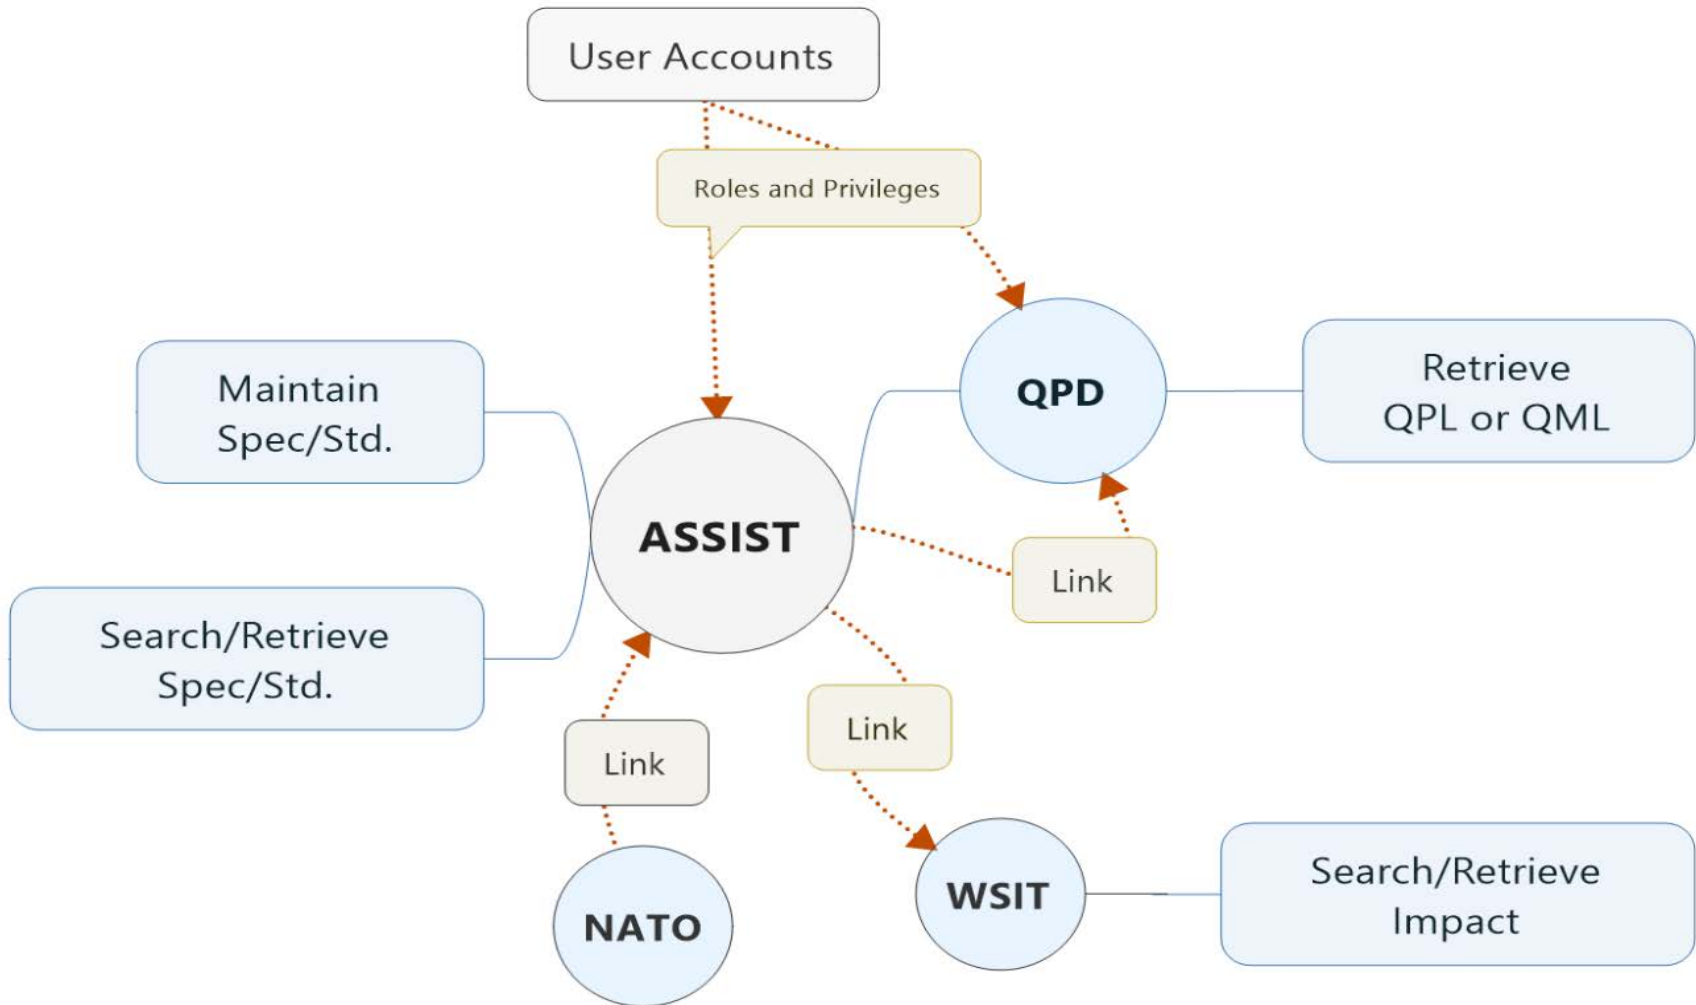 User Accounts
Roles and Privileges
Maintain
Spec/Std.
QPD
Retrieve
QPL or QML
ASSIST
Link
Search/Retrieve
Spec/Std.
Link
Link
NATO
WSIT
Search/Retrieve
Impact